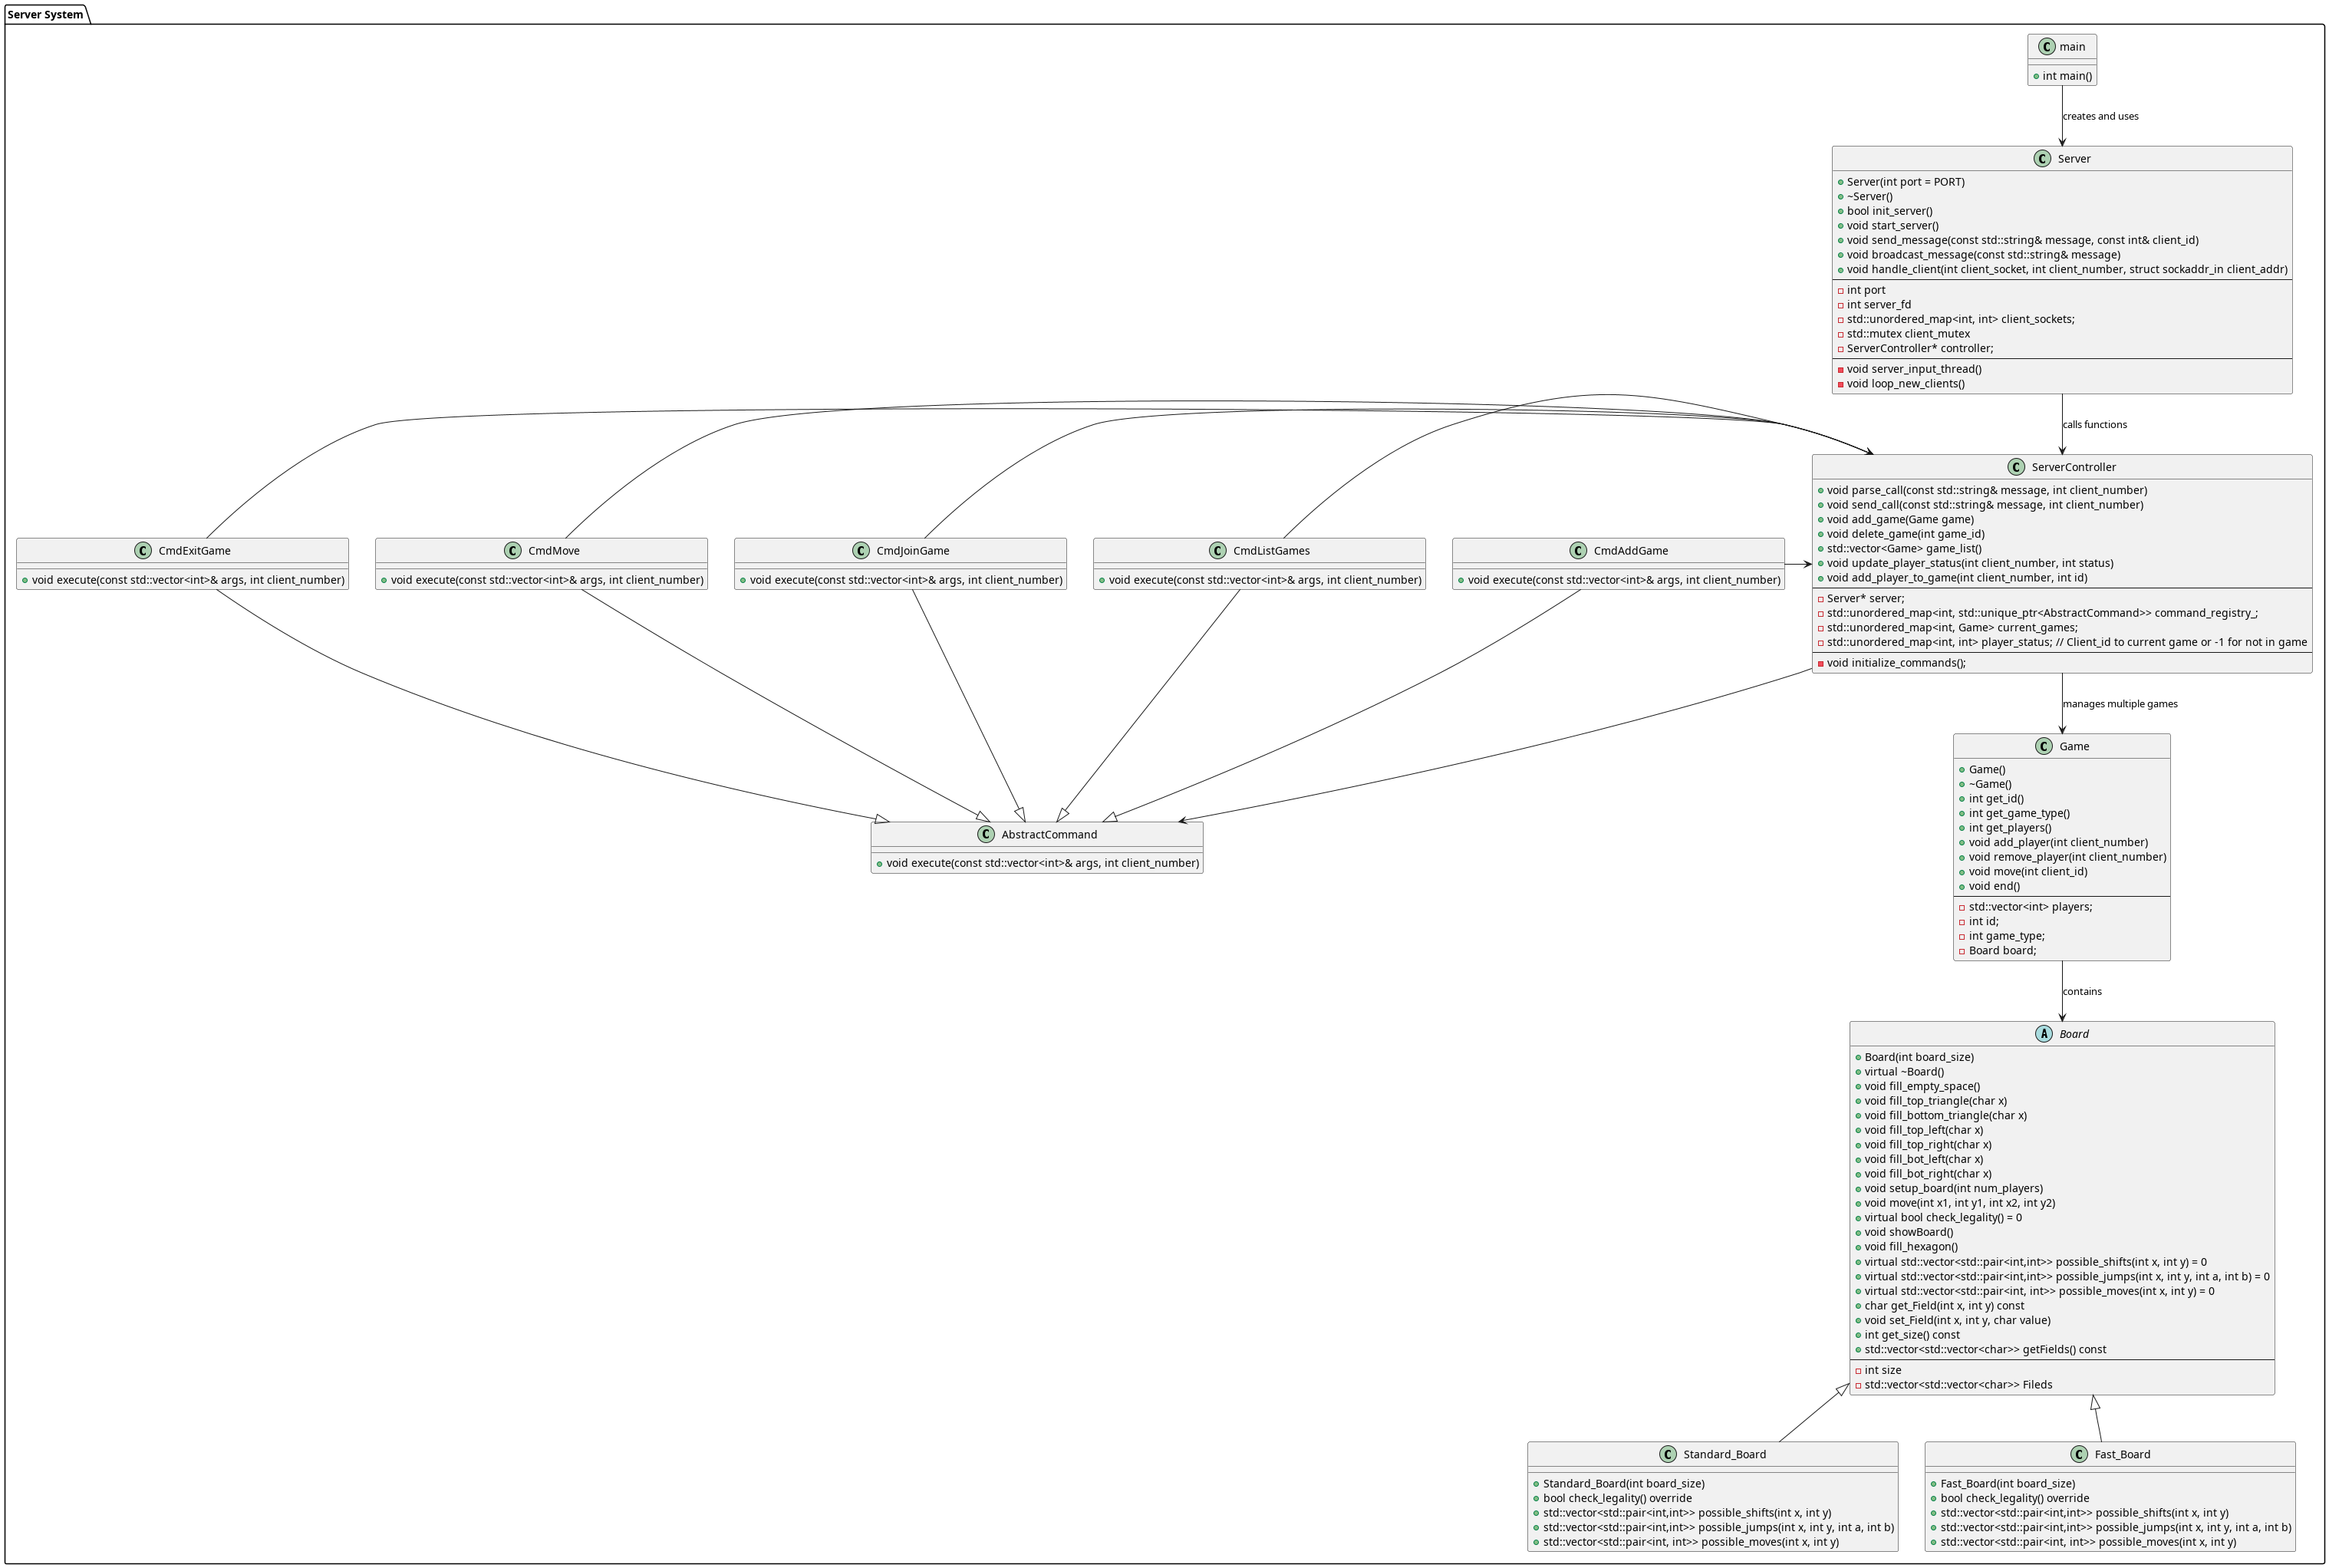 Server System
C main
int main()
creates and uses
C Server
Server(int port = PORT)
~Server()
bool init_server()
void start_server()
void send_message(const std::string& message, const int& client_id)
void broadcast_message(const std::string& message)
void handle_client(int client_socket, int client_number, struct sockaddr_in client_addr)
int port
int server_fd
std::unordered_map<int, int> client_sockets;
std::mutex client_mutex
ServerController* controller;
void server_input_thread()
void loop_new_clients()
calls functions
C ServerController
void parse_call(const std::string& message, int client_number)
void send_call(const std::string& message, int client_number)
void add_game(Game game)
void delete_game(int game_id)
std::vector<Game> game_list()
void update_player_status(int client_number, int status)
void add_player_to_game(int client_number, int id)
Server* server;
std::unordered_map<int, std::unique_ptr<AbstractCommand>> command_registry_;
std::unordered_map<int, Game> current_games;
std::unordered_map<int, int> player_status; // Client_id to current game or -1 for not in game
void initialize_commands();
C CmdExitGame
void execute(const std::vector<int>& args, int client_number)
C CmdMove
void execute(const std::vector<int>& args, int client_number)
C CmdJoinGame
void execute(const std::vector<int>& args, int client_number)
C CmdListGames
void execute(const std::vector<int>& args, int client_number)
C CmdAddGame
void execute(const std::vector<int>& args, int client_number)
manages multiple games
C AbstractCommand
void execute(const std::vector<int>& args, int client_number)
C Game
Game()
~Game()
int get_id()
int get_game_type()
int get_players()
void add_player(int client_number)
void remove_player(int client_number)
void move(int client_id)
void end()
std::vector<int> players;
int id;
int game_type;
Board board;
contains
A Board
Board(int board_size)
virtual ~Board()
void fill_empty_space()
void fill_top_triangle(char x)
void fill_bottom_triangle(char x)
void fill_top_left(char x)
void fill_top_right(char x)
void fill_bot_left(char x)
void fill_bot_right(char x)
void setup_board(int num_players)
void move(int x1, int y1, int x2, int y2)
virtual bool check_legality() = 0
void showBoard()
void fill_hexagon()
virtual std::vector<std::pair<int,int>> possible_shifts(int x, int y) = 0
virtual std::vector<std::pair<int,int>> possible_jumps(int x, int y, int a, int b) = 0
virtual std::vector<std::pair<int, int>> possible_moves(int x, int y) = 0
char get_Field(int x, int y) const
void set_Field(int x, int y, char value)
int get_size() const
std::vector<std::vector<char>> getFields() const
int size
std::vector<std::vector<char>> Fileds
C Standard_Board
Standard_Board(int board_size)
bool check_legality() override
std::vector<std::pair<int,int>> possible_shifts(int x, int y)
std::vector<std::pair<int,int>> possible_jumps(int x, int y, int a, int b)
std::vector<std::pair<int, int>> possible_moves(int x, int y)
C Fast_Board
Fast_Board(int board_size)
bool check_legality() override
std::vector<std::pair<int,int>> possible_shifts(int x, int y)
std::vector<std::pair<int,int>> possible_jumps(int x, int y, int a, int b)
std::vector<std::pair<int, int>> possible_moves(int x, int y)